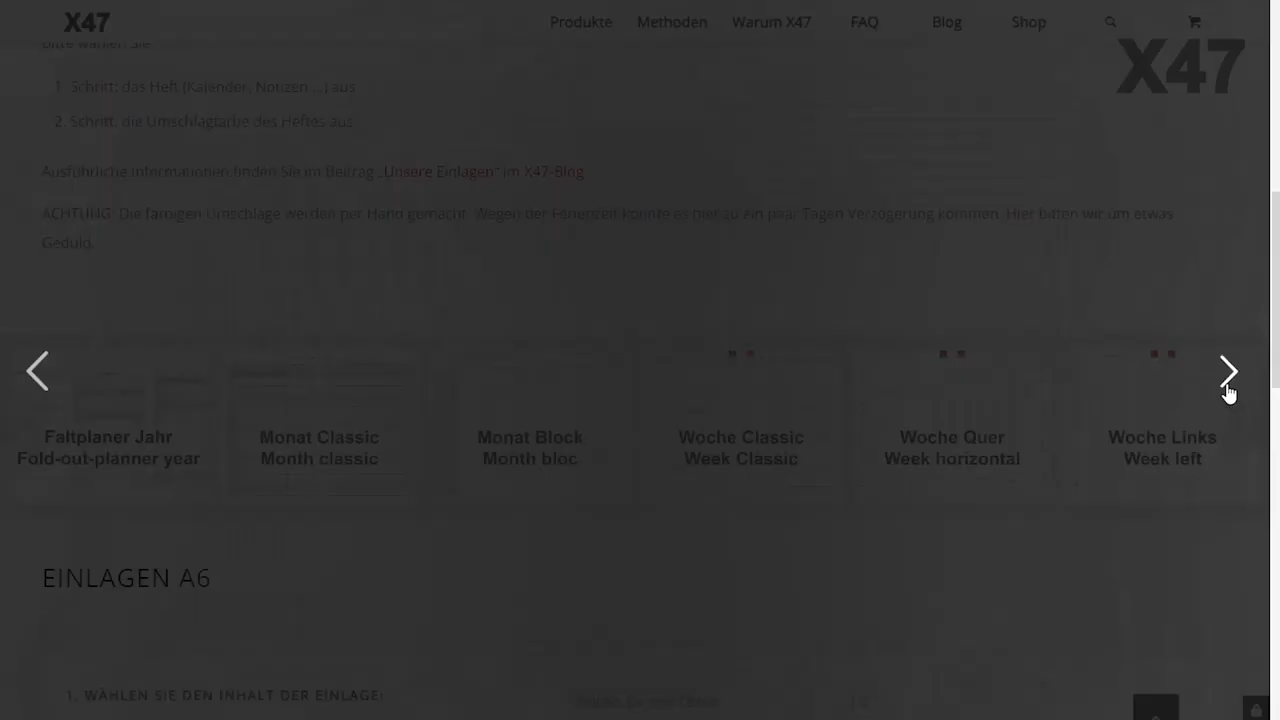 X47
Produkte Methoden Warum X47 FAQ Blog Shop
X47
Bitte wählen Sie
1. Schritt: das Heft (Kalender, Notizen ...) aus
2. Schritt: die Umschlagfarbe des Heftes aus
Ausführliche Informationen finden Sie im Beitrag „Unsere Einlagen" im X47-Blog
ACHTUNG: Die farbigen Umschläge werden per Hand gemacht. Wegen der Ferienzeit könnte es hier zu ein paar Tagen Verzögerung kommen. Hier bitten wir um etwas
Geduld.
Faltplaner Jahr Monat Classic Monat Block Woche Classic Woche Quer Woche Links
Fold-out-planner year Month classic Month bloc Week Classic Week horizontal Week left
EINLAGEN A6
1. WÄHLEN SIE DEN INHALT DER EINLAGE: